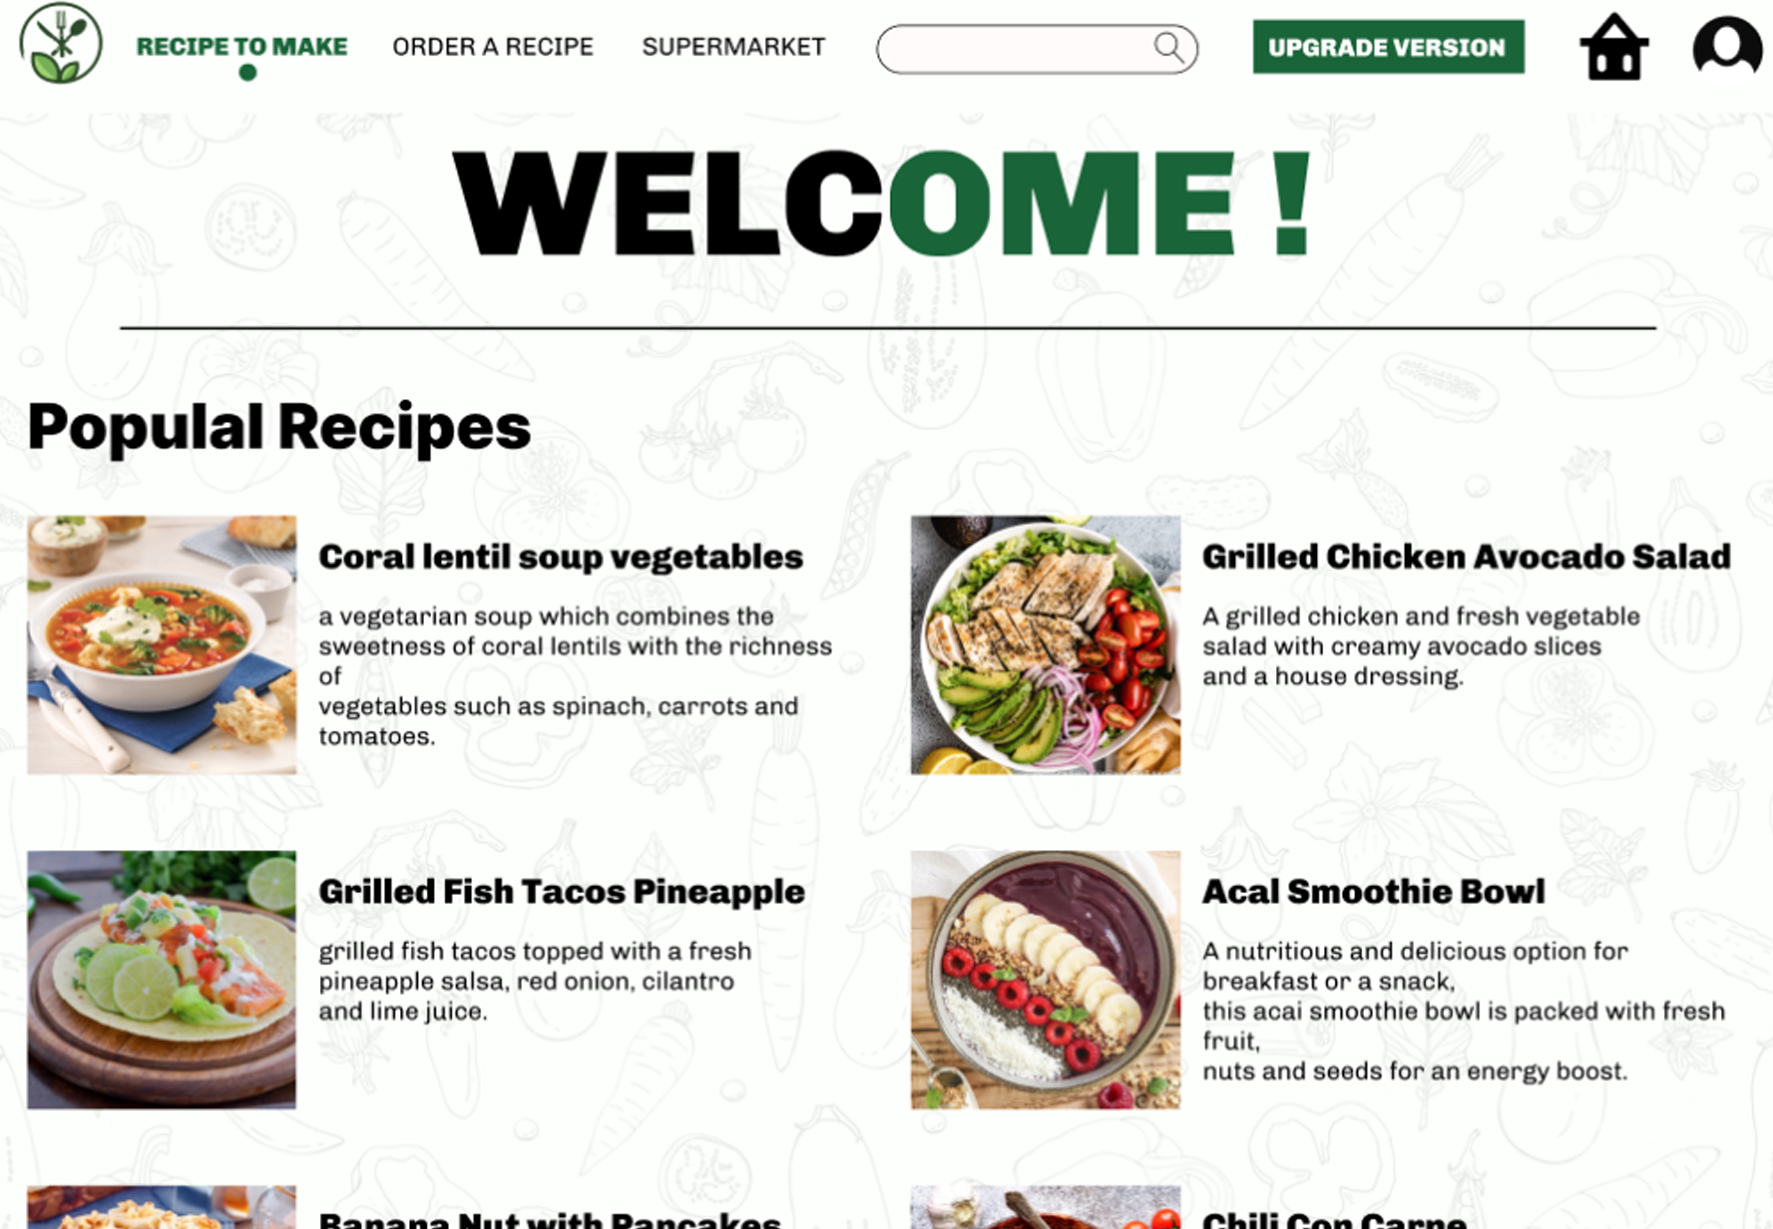 RECIPE TO MAKE ORDER A RECIPE SUPERMARKET UPGRADE VERSION
WELCOME !
Populal Recipes
Coral lentil soup vegetables
a vegetarian soup which combines the
sweetness of coral lentils with the richness
of
vegetables such as spinach, carrots and
tomatoes.
Grilled Chicken Avocado Salad
A grilled chicken and fresh vegetable
salad with creamy avocado slices
and a house dressing.
Grilled Fish Tacos Pineapple
grilled fish tacos topped with a fresh
pineapple salsa, red onion, cilantro
and lime juice.
Acal Smoothie Bowl
A nutritious and delicious option for
breakfast or a snack,
this acai smoothie bowl is packed with fresh
fruit,
nuts and seeds for an energy boost.
Banana Nut with Pancakes
Chili Con Carne